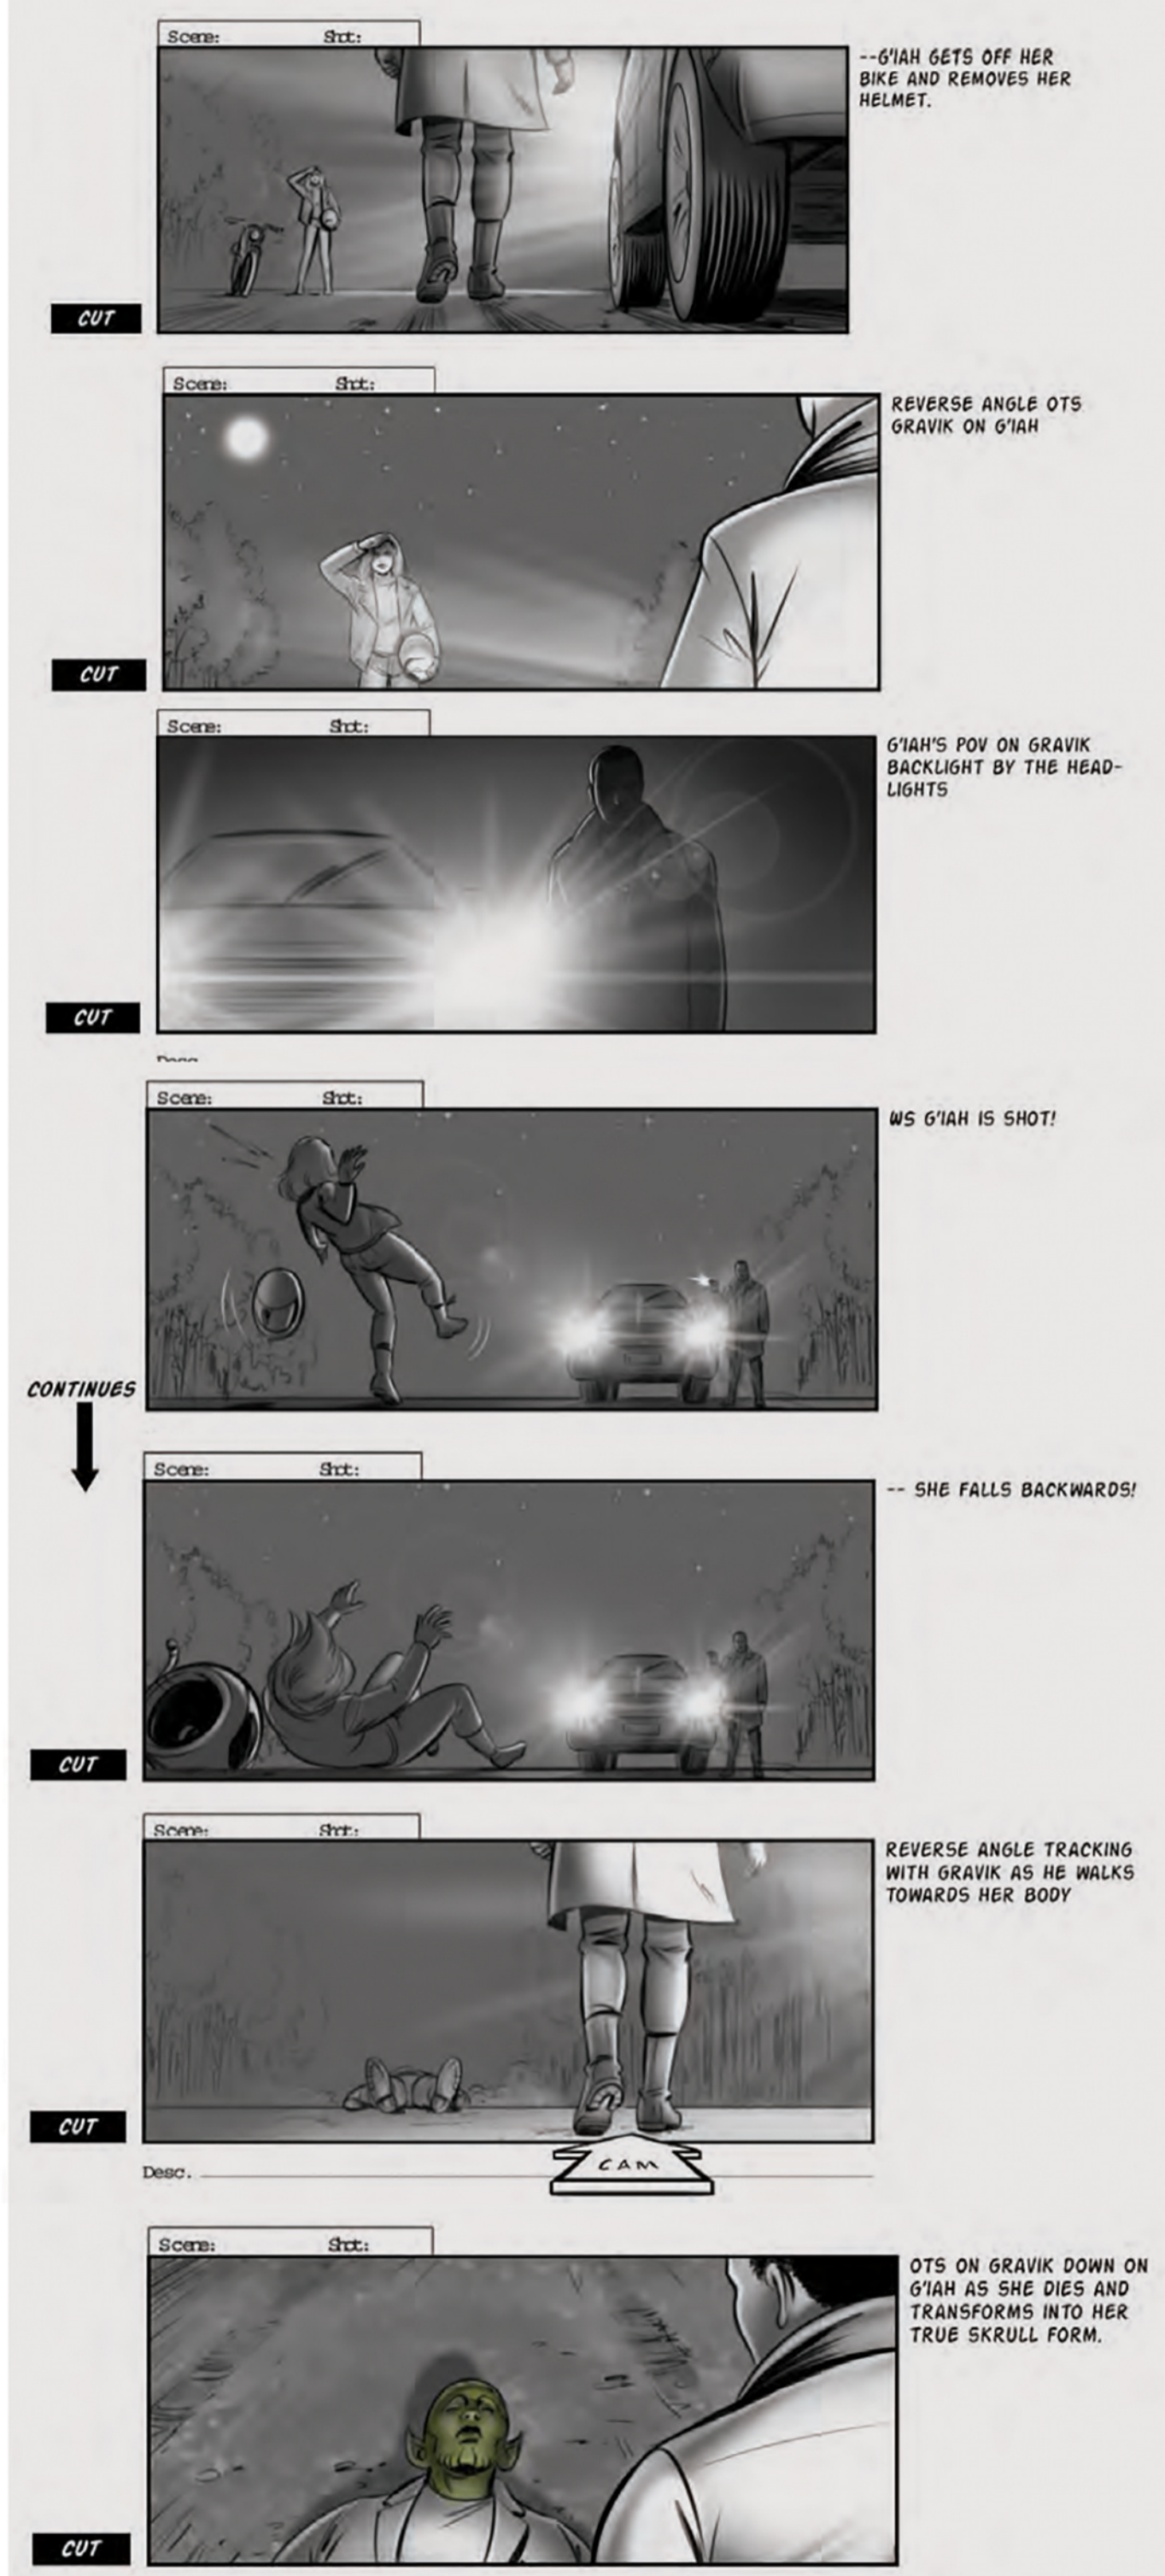 Scene: Shot:
--G'IAH GETS OFF HER
BIKE AND REMOVES HER
HELMET.
CUT
Scene: Shot:
REVERSE ANGLE OTS
GRAVIK ON G'IAH
CUT
Scene: Shot:
G'IAH'S POV ON GRAVIK
BACKLIGHT BY THE HEAD-
LIGHTS
CUT
Desc.
Scene: Shot:
WS G'IAH IS SHOT!
CONTINUES
Scene: Shot:
-- SHE FALLS BACKWARDS!
CUT
Scene: Shot:
REVERSE ANGLE TRACKING
WITH GRAVIK AS HE WALKS
TOWARDS HER BODY
CUT
CAM
Desc.
Scene: Shot:
OTS ON GRAVIK DOWN ON
G'IAH AS SHE DIES AND
TRANSFORMS INTO HER
TRUE SKRULL FORM.
CUT